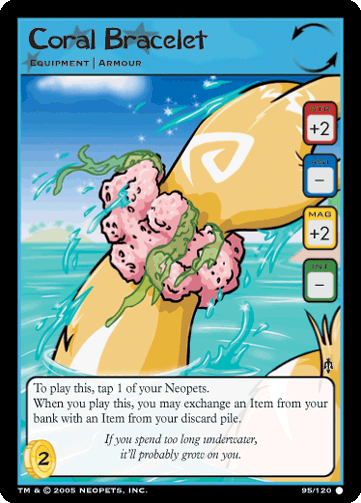 Coral Bracelet
EQUIPMENT | ARMOUR
STR
+2
AGI
–
MAG
+2
INT
–
To play this, tap 1 of your Neopets.
When you play this, you may exchange an Item from your
bank with an Item from your discard pile.
If you spend too long underwater,
it'll probably grow on you.
2
TM & © 2005 NEOPETS, INC.
95/120